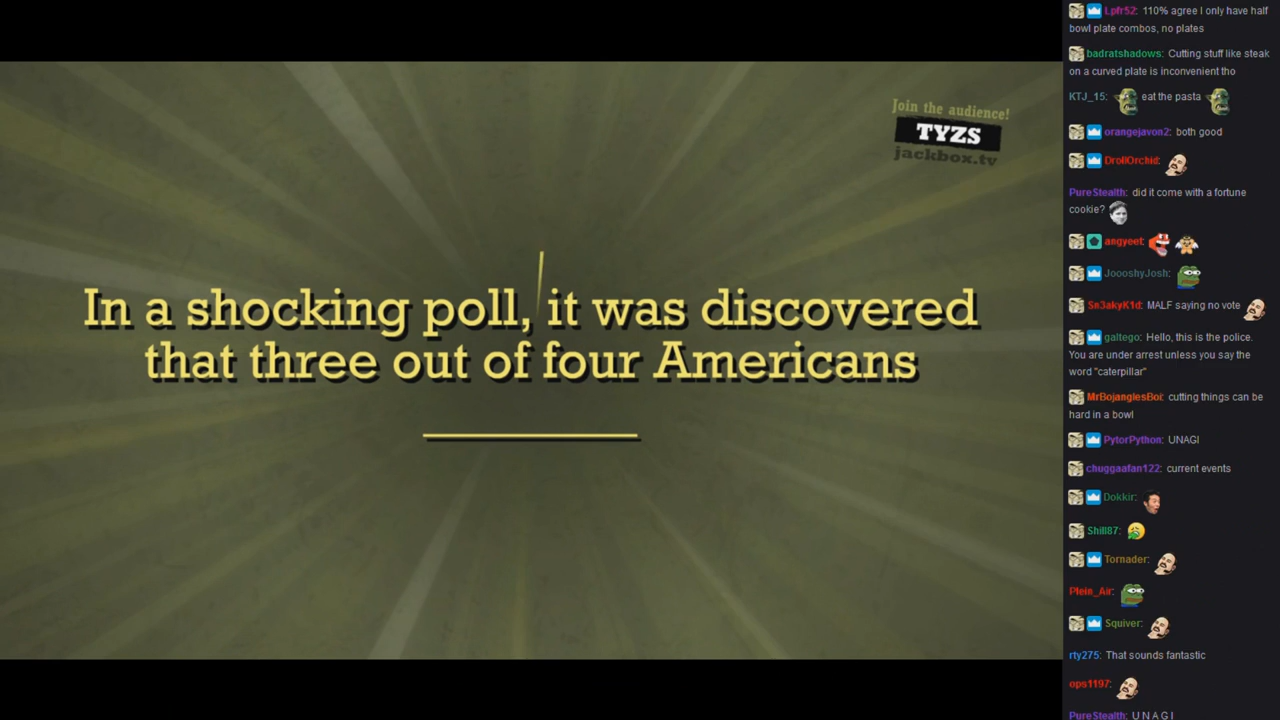 Join the audience!
TYZS
jackbox.tv
In a shocking poll, it was discovered
that three out of four Americans
Lpfr52: 110% agree I only have half
bowl plate combos, no plates
badratshadows: Cutting stuff like steak
on a curved plate is inconvenient tho
KTJ_15: eat the pasta
orangejavon2: both good
DrollOrchid:
PureStealth: did it come with a fortune
cookie?
angyeet:
JoooshyJosh:
Sn3akyK1d: MALF saying no vote
galtego: Hello, this is the police.
You are under arrest unless you say the
word "caterpillar"
MrBojanglesBoi: cutting things can be
hard in a bowl
PytorPython: UNAGI
chuggaafan122: current events
Dokkir:
Shill87:
Tornader:
Plein_Air:
Squiver:
rty275: That sounds fantastic
ops1197:
PureStealth: U N A G I